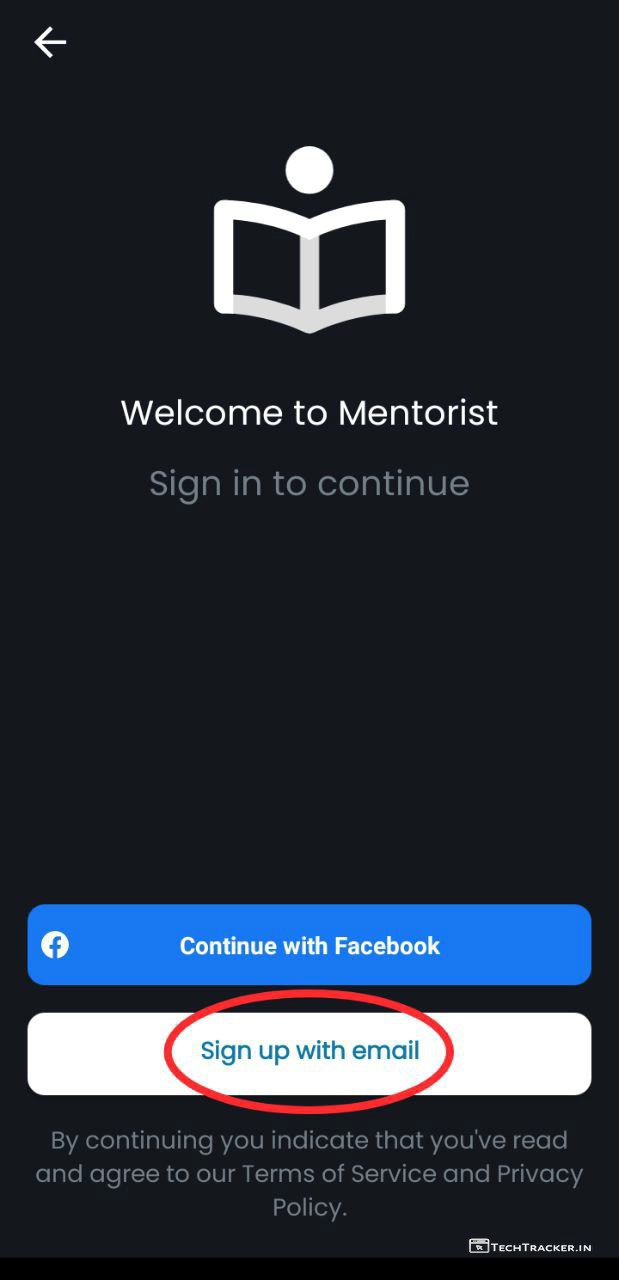 Welcome to Mentorist
Sign in to continue
Continue with Facebook
Sign up with email
By continuing you indicate that you've read
and agree to our Terms of Service and Privacy
Policy.
TECHTRACKER.IN